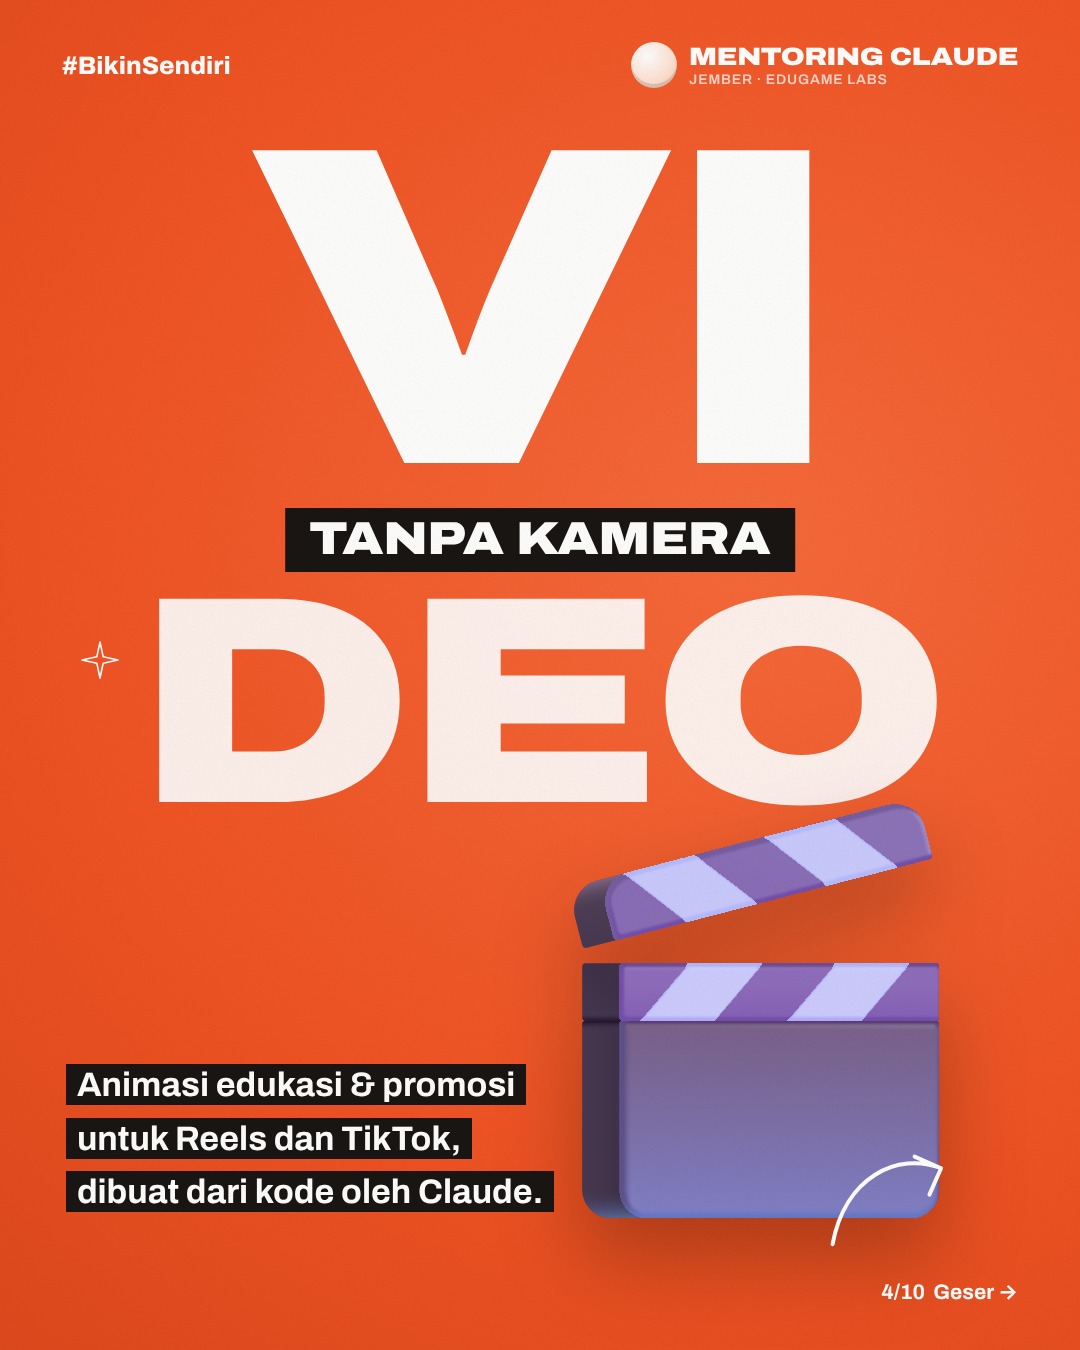 #BikinSendiri
MENTORING CLAUDE
JEMBER · EDUGAME LABS
VI
TANPA KAMERA
DEO
Animasi edukasi & promosi
untuk Reels dan TikTok,
dibuat dari kode oleh Claude.
4/10 Geser →